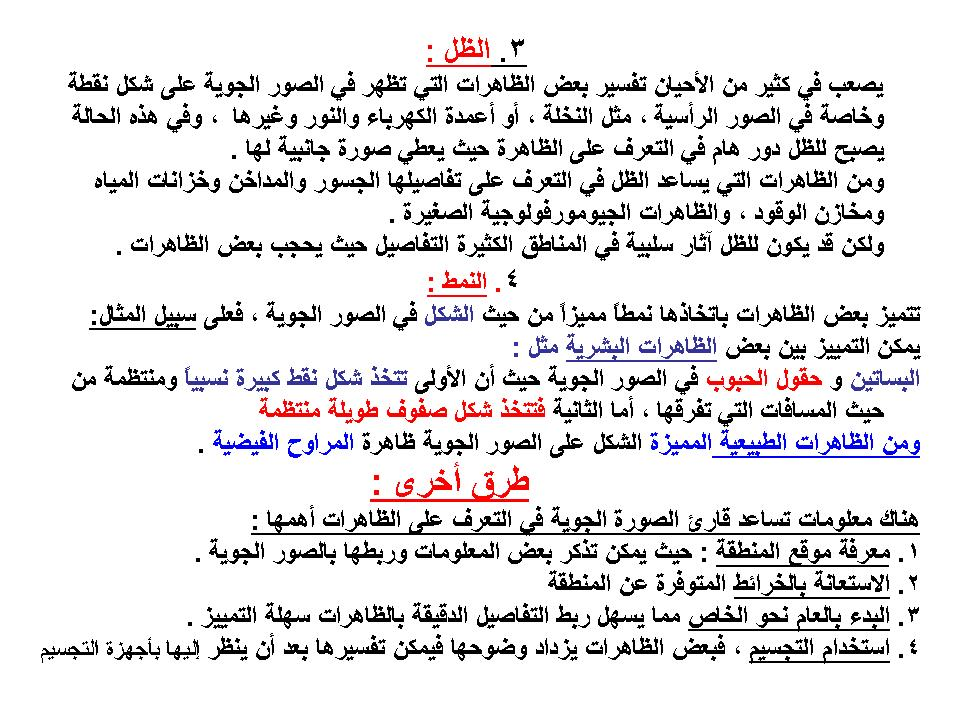 ٣. الظل :
يصعب في كثير من الأحيان تفسير بعض الظاهرات التي تظهر في الصور الجوية على شكل نقطة
وخاصة في الصور الرأسية ، مثل النخلة ، أو أعمدة الكهرباء والنور وغيرها ، وفي هذه الحالة
يصبح للظل دور هام في التعرف على الظاهرة حيث يعطي صورة جانبية لها .
ومن الظاهرات التي يساعد الظل في التعرف على تفاصيلها الجسور والمداخن وخزانات المياه
ومخازن الوقود ، والظاهرات الجيومورفولوجية الصغيرة .
ولكن قد يكون للظل آثار سلبية في المناطق الكثيرة التفاصيل حيث يحجب بعض الظاهرات .
٤ . النمط :
تتميز بعض الظاهرات باتخاذها نمطاً مميزاً من حيث الشكل في الصور الجوية ، فعلى سبيل المثال:
يمكن التمييز بين بعض الظاهرات البشرية مثل :
البساتين و حقول الحبوب في الصور الجوية حيث أن الأولى تتخذ شكل نقط كبيرة نسبياً ومنتظمة من
حيث المسافات التي تفرقها ، أما الثانية فتتخذ شكل صفوف طويلة منتظمة
ومن الظاهرات الطبيعية المميزة الشكل على الصور الجوية ظاهرة المراوح الفيضية .
طرق أخرى :
هناك معلومات تساعد قارئ الصورة الجوية في التعرف على الظاهرات أهمها :
١. معرفة موقع المنطقة : حيث يمكن تذكر بعض المعلومات وربطها بالصور الجوية .
٢. الاستعانة بالخرائط المتوفرة عن المنطقة
٣. البدء بالعام نحو الخاص مما يسهل ربط التفاصيل الدقيقة بالظاهرات سهلة التمييز .
٤. استخدام التجسيم ، فبعض الظاهرات يزداد وضوحها فيمكن تفسيرها بعد أن ينظر إليها بأجهزة التجسيم